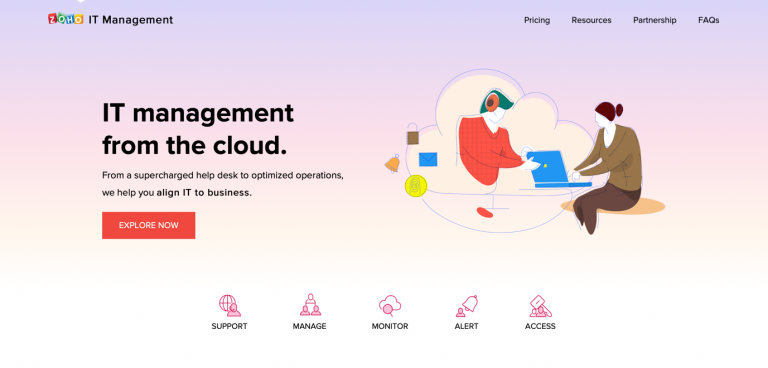 ZOHO IT Management
Pricing
Resources
Partnership
FAQs
IT management
from the cloud.
From a supercharged help desk to optimized operations,
we help you align IT to business.
EXPLORE NOW
SUPPORT
MANAGE
MONITOR
ALERT
ACCESS